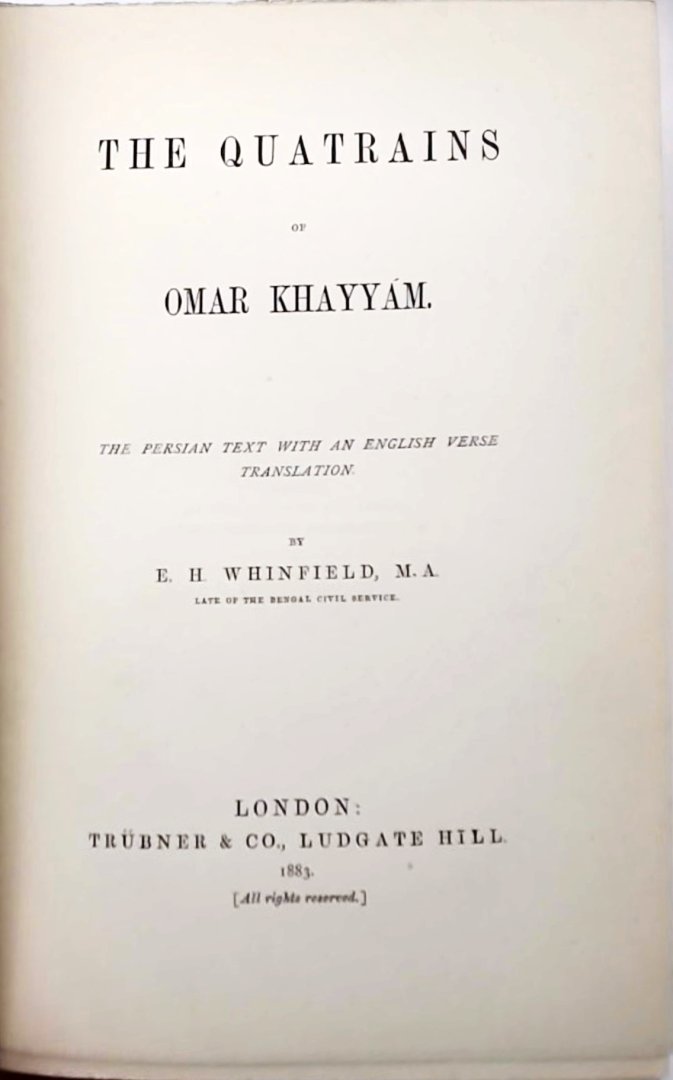 THE QUATRAINS
OF
OMAR KHAYYÁM.
THE PERSIAN TEXT WITH AN ENGLISH VERSE
TRANSLATION.
BY
E. H. WHINFIELD, M.A.
LATE OF THE BENGAL CIVIL SERVICE.
LONDON:
TRÜBNER & CO., LUDGATE HILL.
1883.
[All rights reserved.]